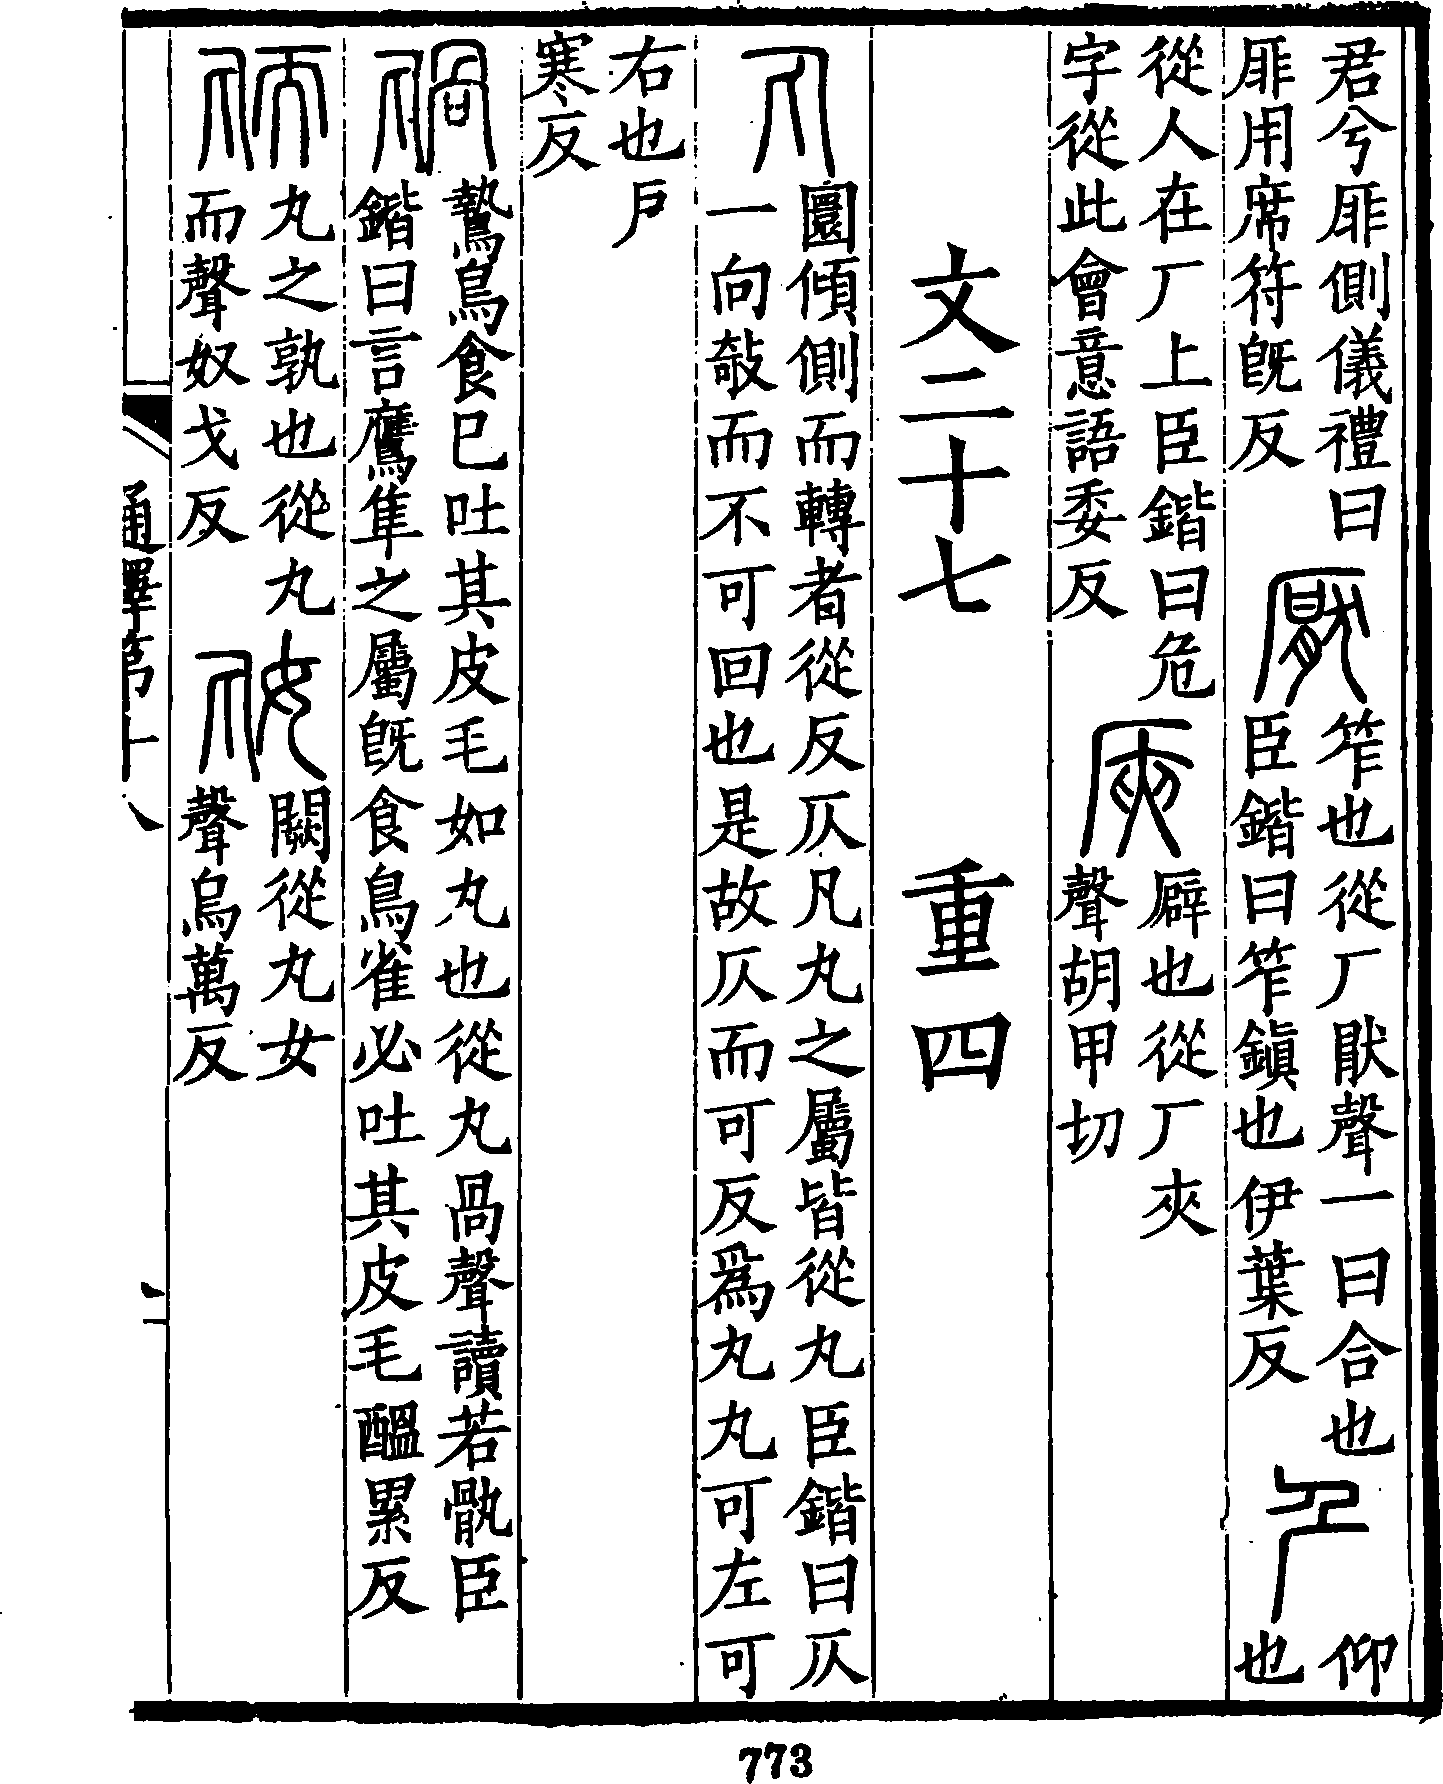 君兮厞側儀禮曰
厞用席符旣反
𠪚
笮也從厂猒聲一曰合也
臣鍇曰笮鎭也伊葉反
仰
也
從人在厂上臣鍇曰危
字從此會意語委反
㕍也從厂夾
聲胡甲切
文二十七 重四
丸
圜傾側而轉者從反仄凡丸之屬皆從丸臣鍇曰仄
一向攲而不可回也是故仄而可反爲丸丸可左可
右也戶
寒反
鷙鳥食已吐其皮毛如丸也從丸咼聲讀若骫臣
鍇曰言鷹隼之屬旣食鳥雀必吐其皮毛醞累反
丸之孰也從丸
而聲奴戈反
闕從丸女
聲烏萬反
通釋第十八
二
773